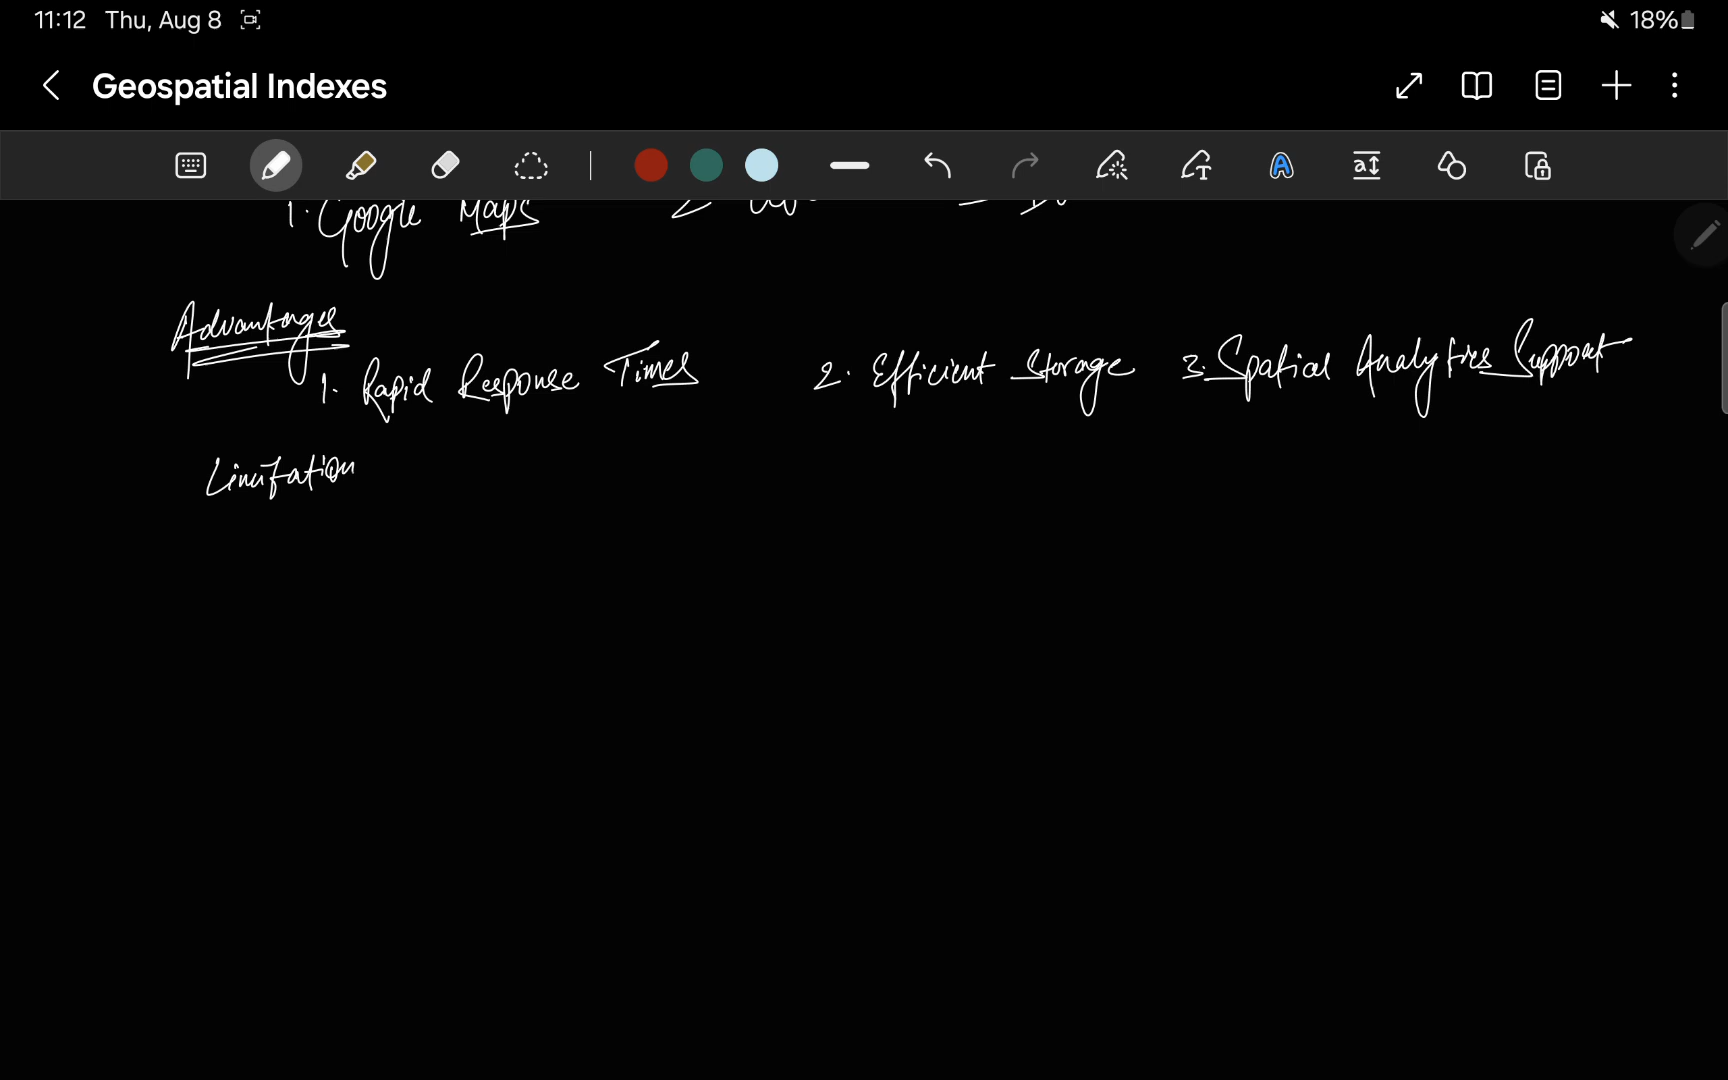 11:12 Thu, Aug 8 18%
Geospatial Indexes
1. Google Maps 2
Advantages
1. Rapid Response Times 2. Efficient Storage 3. Spatial Analytics Support
Limitation